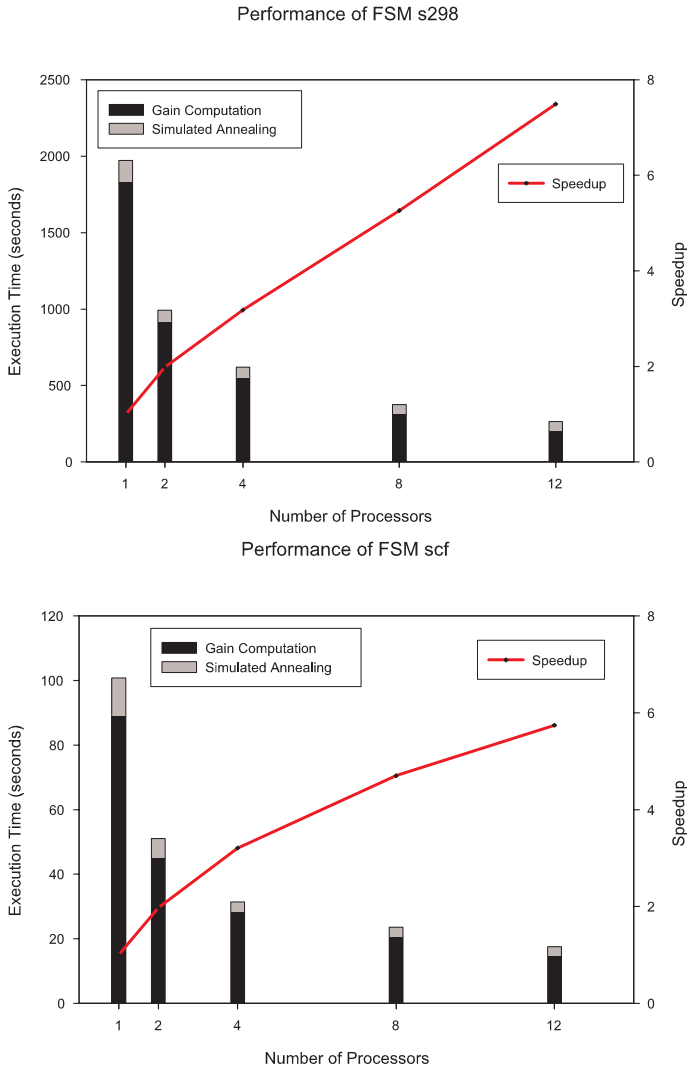 Performance of FSM s298
2500
2000
1500
1000
500
0
Execution Time (seconds)
Gain Computation
Simulated Annealing
Speedup
8
6
4
2
0
Speedup
1 2 4 8 12
Number of Processors
Performance of FSM scf
120
100
80
60
40
20
0
Execution Time (seconds)
Gain Computation
Simulated Annealing
Speedup
8
6
4
2
0
Speedup
1 2 4 8 12
Number of Processors